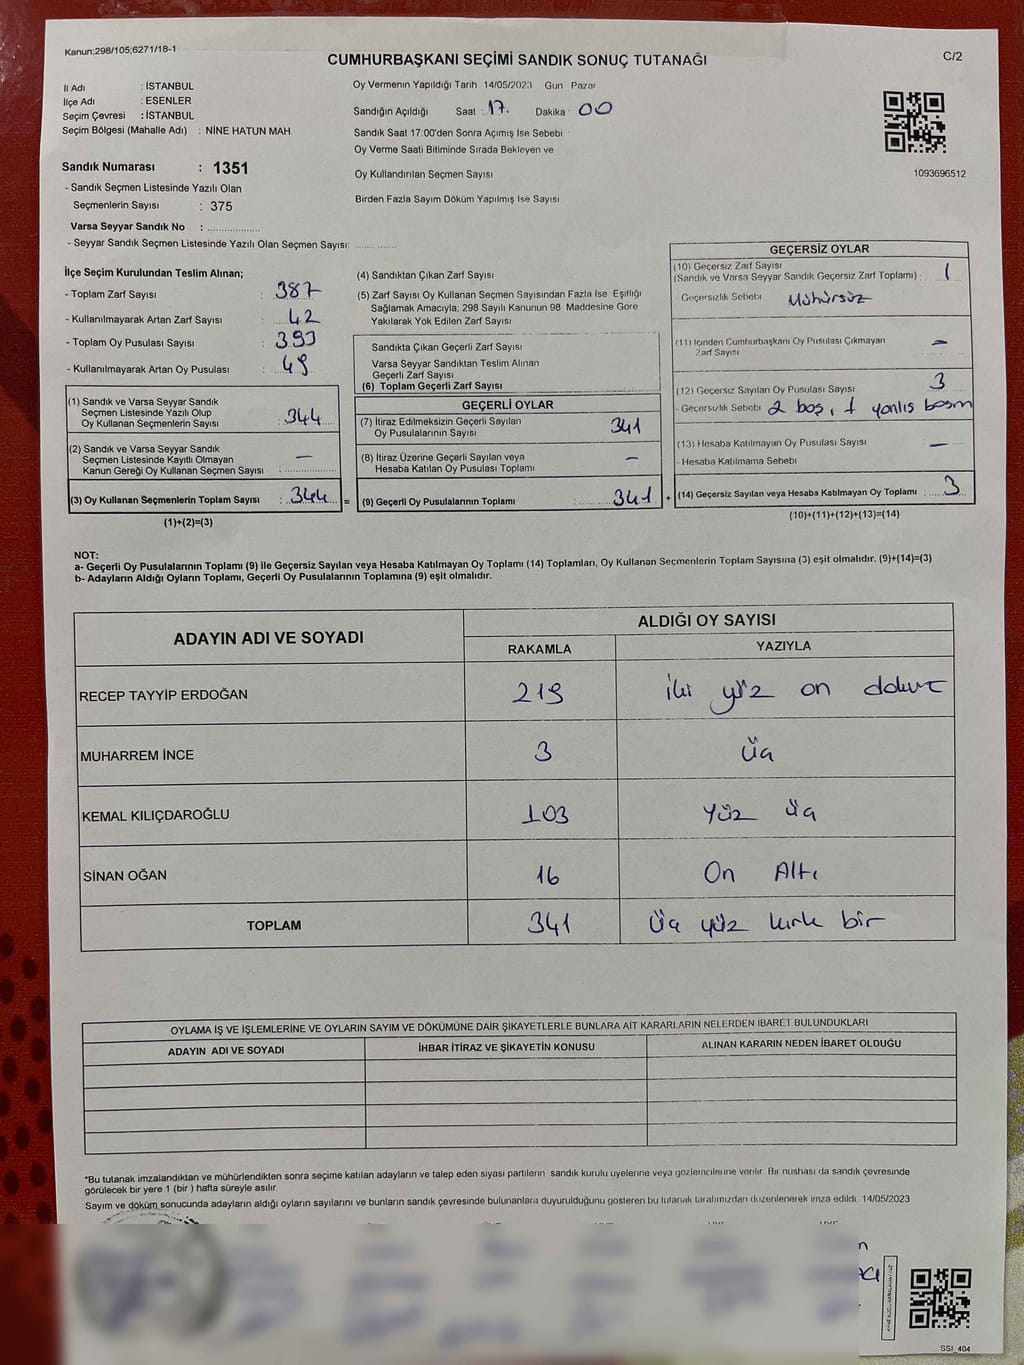 Kanun:298/105;6271/18-1
CUMHURBAŞKANI SEÇİMİ SANDIK SONUÇ TUTANAĞI
C/2
İl Adı : İSTANBUL
İlçe Adı : ESENLER
Seçim Çevresi : İSTANBUL
Seçim Bölgesi (Mahalle Adı) : NİNE HATUN MAH.
Oy Vermenin Yapıldığı Tarih 14/05/2023 Gun Pazar
Sandığın Açıldığı Saat : 17. Dakika : 00
Sandık Saat 17:00'den Sonra Açımış Ise Sebebi
Oy Verme Saati Bitiminde Sırada Bekleyen ve
Oy Kullandırılan Seçmen Sayısı
Birden Fazla Sayım Döküm Yapılmış Ise Sayısı
1093696512
Sandık Numarası : 1351
- Sandık Seçmen Listesinde Yazılı Olan
Seçmenlerin Sayısı : 375
Varsa Seyyar Sandık No : ....................
- Seyyar Sandık Seçmen Listesinde Yazılı Olan Seçmen Sayısı: ...... ..........
İlçe Seçim Kurulundan Teslim Alınan;
- Toplam Zarf Sayısı : 387
- Kullanılmayarak Artan Zarf Sayısı : 42
- Toplam Oy Pusulası Sayısı : 393
- Kullanılmayarak Artan Oy Pusulası : 49
(1) Sandık ve Varsa Seyyar Sandık
Seçmen Listesinde Yazılı Olup
Oy Kullanan Seçmenlerin Sayısı : 344
(2) Sandık ve Varsa Seyyar Sandık
Seçmen Listesinde Kayıtlı Olmayan
Kanun Gereği Oy Kullanan Seçmen Sayısı : –
(3) Oy Kullanan Seçmenlerin Toplam Sayısı : 344 =
(1)+(2)=(3)
(4) Sandıktan Çıkan Zarf Sayısı
(5) Zarf Sayısı Oy Kullanan Seçmen Sayısından Fazla Ise, Eşitliği
Sağlamak Amacıyla; 298 Sayılı Kanunun 98 Maddesine Göre
Yakılarak Yok Edilen Zarf Sayısı
Sandıkta Çıkan Geçerli Zarf Sayısı
Varsa Seyyar Sandıktan Teslim Alınan
Geçerli Zarf Sayısı
(6) Toplam Geçerli Zarf Sayısı
GEÇERLİ OYLAR
(7) İtiraz Edilmeksizin Geçerli Sayılan
Oy Pusulalarının Sayısı 341
(8) İtiraz Üzerine Geçerli Sayılan veya
Hesaba Katılan Oy Pusulası Toplamı –
(9) Geçerli Oy Pusulalarının Toplamı : 341 +
GEÇERSİZ OYLAR
(10) Geçersiz Zarf Sayısı
(Sandık ve Varsa Seyyar Sandık Geçersiz Zarf Toplamı) : 1
- Geçersizlik Sebebi Mühürsüz
(11) İçinden Cumhurbaşkanı Oy Pusulası Çıkmayan
Zarf Sayısı –
(12) Geçersiz Sayılan Oy Pusulası Sayısı 3
- Geçersizlik Sebebi 2 boş, 1 yanlış basım
(13) Hesaba Katılmayan Oy Pusulası Sayısı –
- Hesaba Katılmama Sebebi
(14) Geçersiz Sayılan veya Hesaba Katılmayan Oy Toplamı : 3
(10)+(11)+(12)+(13)=(14)
NOT:
a- Geçerli Oy Pusulalarının Toplamı (9) ile Geçersiz Sayılan veya Hesaba Katılmayan Oy Toplamı (14) Toplamları, Oy Kullanan Seçmenlerin Toplam Sayısına (3) eşit olmalıdır. (9)+(14)=(3)
b- Adayların Aldığı Oyların Toplamı, Geçerli Oy Pusulalarının Toplamına (9) eşit olmalıdır.
ADAYIN ADI VE SOYADI
ALDIĞI OY SAYISI
RAKAMLA YAZIYLA
RECEP TAYYİP ERDOĞAN 219 iki yüz on dokuz
MUHARREM İNCE 3 üç
KEMAL KILIÇDAROĞLU 103 Yüz üç
SİNAN OĞAN 16 On Altı
TOPLAM 341 üç yüz kırk bir
OYLAMA İŞ VE İŞLEMLERİNE VE OYLARIN SAYIM VE DÖKÜMÜNE DAİR ŞİKAYETLERLE BUNLARA AİT KARARLARIN NELERDEN İBARET BULUNDUKLARI
ADAYIN ADI VE SOYADI İHBAR İTİRAZ VE ŞİKAYETİN KONUSU ALINAN KARARIN NEDEN İBARET OLDUĞU
*Bu tutanak imzalandıktan ve mühürlendikten sonra seçime katılan adayların ve talep eden siyasi partilerin sandık kurulu üyelerine veya gözlemcilerine verilir. Bir nüshası da sandık çevresinde
görülecek bir yere 1 (bir ) hafta süreyle asılır.
Sayım ve döküm sonucunda adayların aldığı oyların sayılarını ve bunların sandık çevresinde bulunanlara duyurulduğunu gösteren bu tutanak tarafımızdan düzenlenerek imza edildi. 14/05/2023
SSI_404